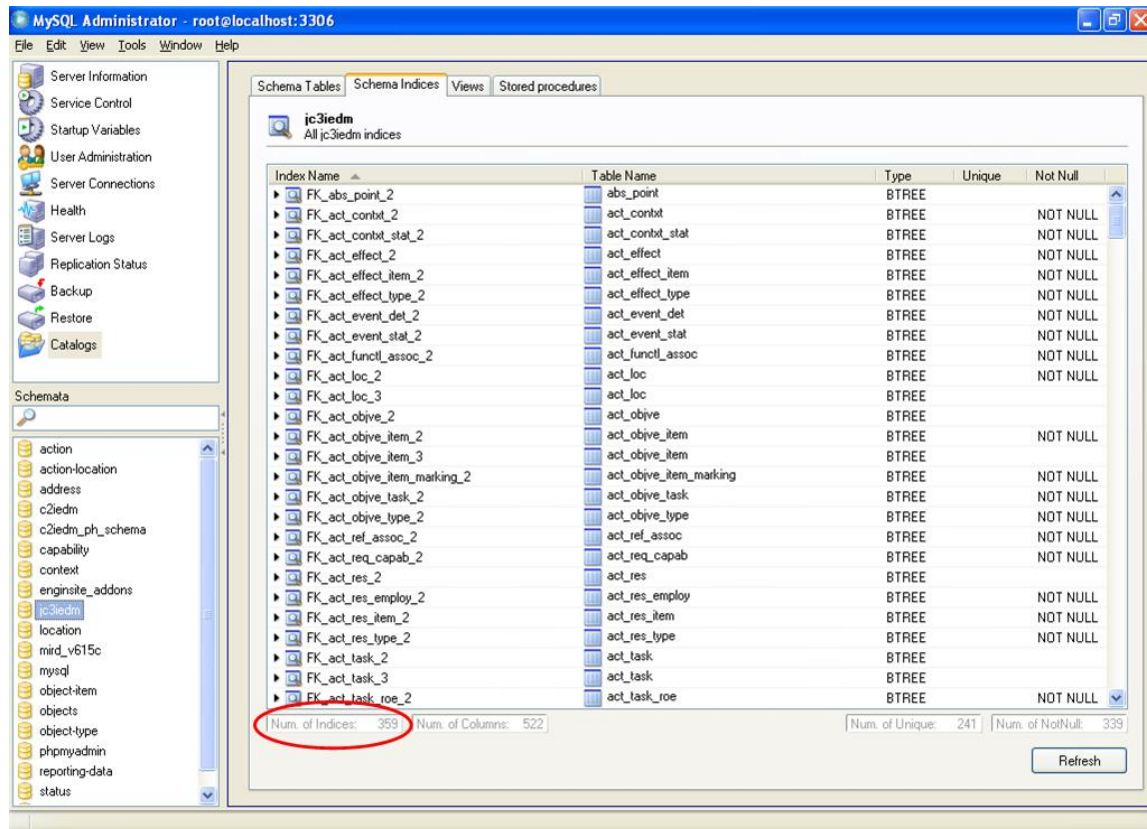 MySQL Administrator - root@localhost:3306
File Edit View Tools Window Help
Server Information
Service Control
Startup Variables
User Administration
Server Connections
Health
Server Logs
Replication Status
Backup
Restore
Catalogs
Schemata
action
action-location
address
c2iedm
c2iedm_ph_schema
capability
context
enginsite_addons
jc3iedm
location
mird_v615c
mysql
object-item
objects
object-type
phpmyadmin
reporting-data
status
Schema Tables Schema Indices Views Stored procedures
jc3iedm
All jc3iedm indices
Index Name Table Name Type Unique Not Null
FK_abs_point_2 abs_point BTREE
FK_act_contxt_2 act_contxt BTREE NOT NULL
FK_act_contxt_stat_2 act_contxt_stat BTREE NOT NULL
FK_act_effect_2 act_effect BTREE NOT NULL
FK_act_effect_item_2 act_effect_item BTREE NOT NULL
FK_act_effect_type_2 act_effect_type BTREE NOT NULL
FK_act_event_det_2 act_event_det BTREE NOT NULL
FK_act_event_stat_2 act_event_stat BTREE NOT NULL
FK_act_functl_assoc_2 act_functl_assoc BTREE NOT NULL
FK_act_loc_2 act_loc BTREE NOT NULL
FK_act_loc_3 act_loc BTREE
FK_act_objve_2 act_objve BTREE
FK_act_objve_item_2 act_objve_item BTREE NOT NULL
FK_act_objve_item_3 act_objve_item BTREE
FK_act_objve_item_marking_2 act_objve_item_marking BTREE NOT NULL
FK_act_objve_task_2 act_objve_task BTREE NOT NULL
FK_act_objve_type_2 act_objve_type BTREE NOT NULL
FK_act_ref_assoc_2 act_ref_assoc BTREE NOT NULL
FK_act_req_capab_2 act_req_capab BTREE NOT NULL
FK_act_res_2 act_res BTREE
FK_act_res_employ_2 act_res_employ BTREE NOT NULL
FK_act_res_item_2 act_res_item BTREE NOT NULL
FK_act_res_type_2 act_res_type BTREE NOT NULL
FK_act_task_2 act_task BTREE
FK_act_task_3 act_task BTREE
FK_act_task_roe_2 act_task_roe BTREE NOT NULL
Num. of Indices: 359 Num. of Columns: 522 Num. of Unique: 241 Num. of NotNull: 339
Refresh